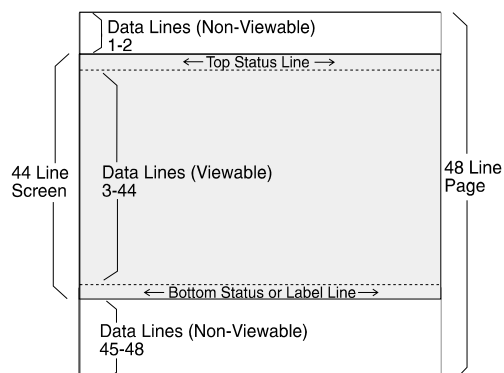 Data Lines (Non-Viewable)
1-2
Top Status Line
44 Line
Screen
Data Lines (Viewable)
3-44
48 Line
Page
Bottom Status or Label Line
Data Lines (Non-Viewable)
45-48